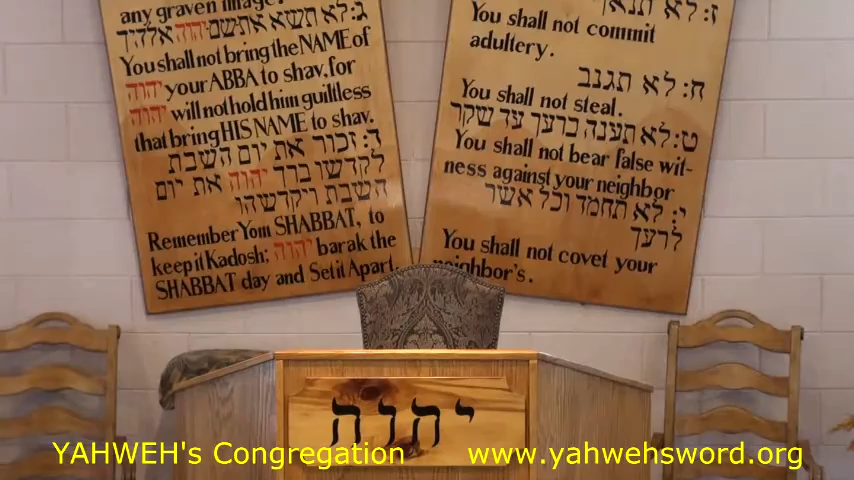 any graven image.
ג: לא תשא את־שם־יהוה אלהיך
You shall not bring the NAME of
יהוה your ABBA to shav, for
יהוה will not hold him guiltless
that bring HIS NAME to shav.
ד: זכור את יום השבת
לקדשו ברך יהוה את יום
השבת ויקדשיהו
Remember Yom SHABBAT, to
keep it Kadosh; יהוה barak the
SHABBAT day and Set it Apart.
ז: לא תנאף
You shall not commit
adultery.
ח: לא תגנב
You shall not steal.
ט: לא תענה ברעך עד שקר
You shall not bear false wit-
ness against your neighbor
י: לא תחמד וכל אשר
לרעך
You shall not covet your
neighbor's.
יהוה
YAHWEH's Congregation
www.yahwehsword.org